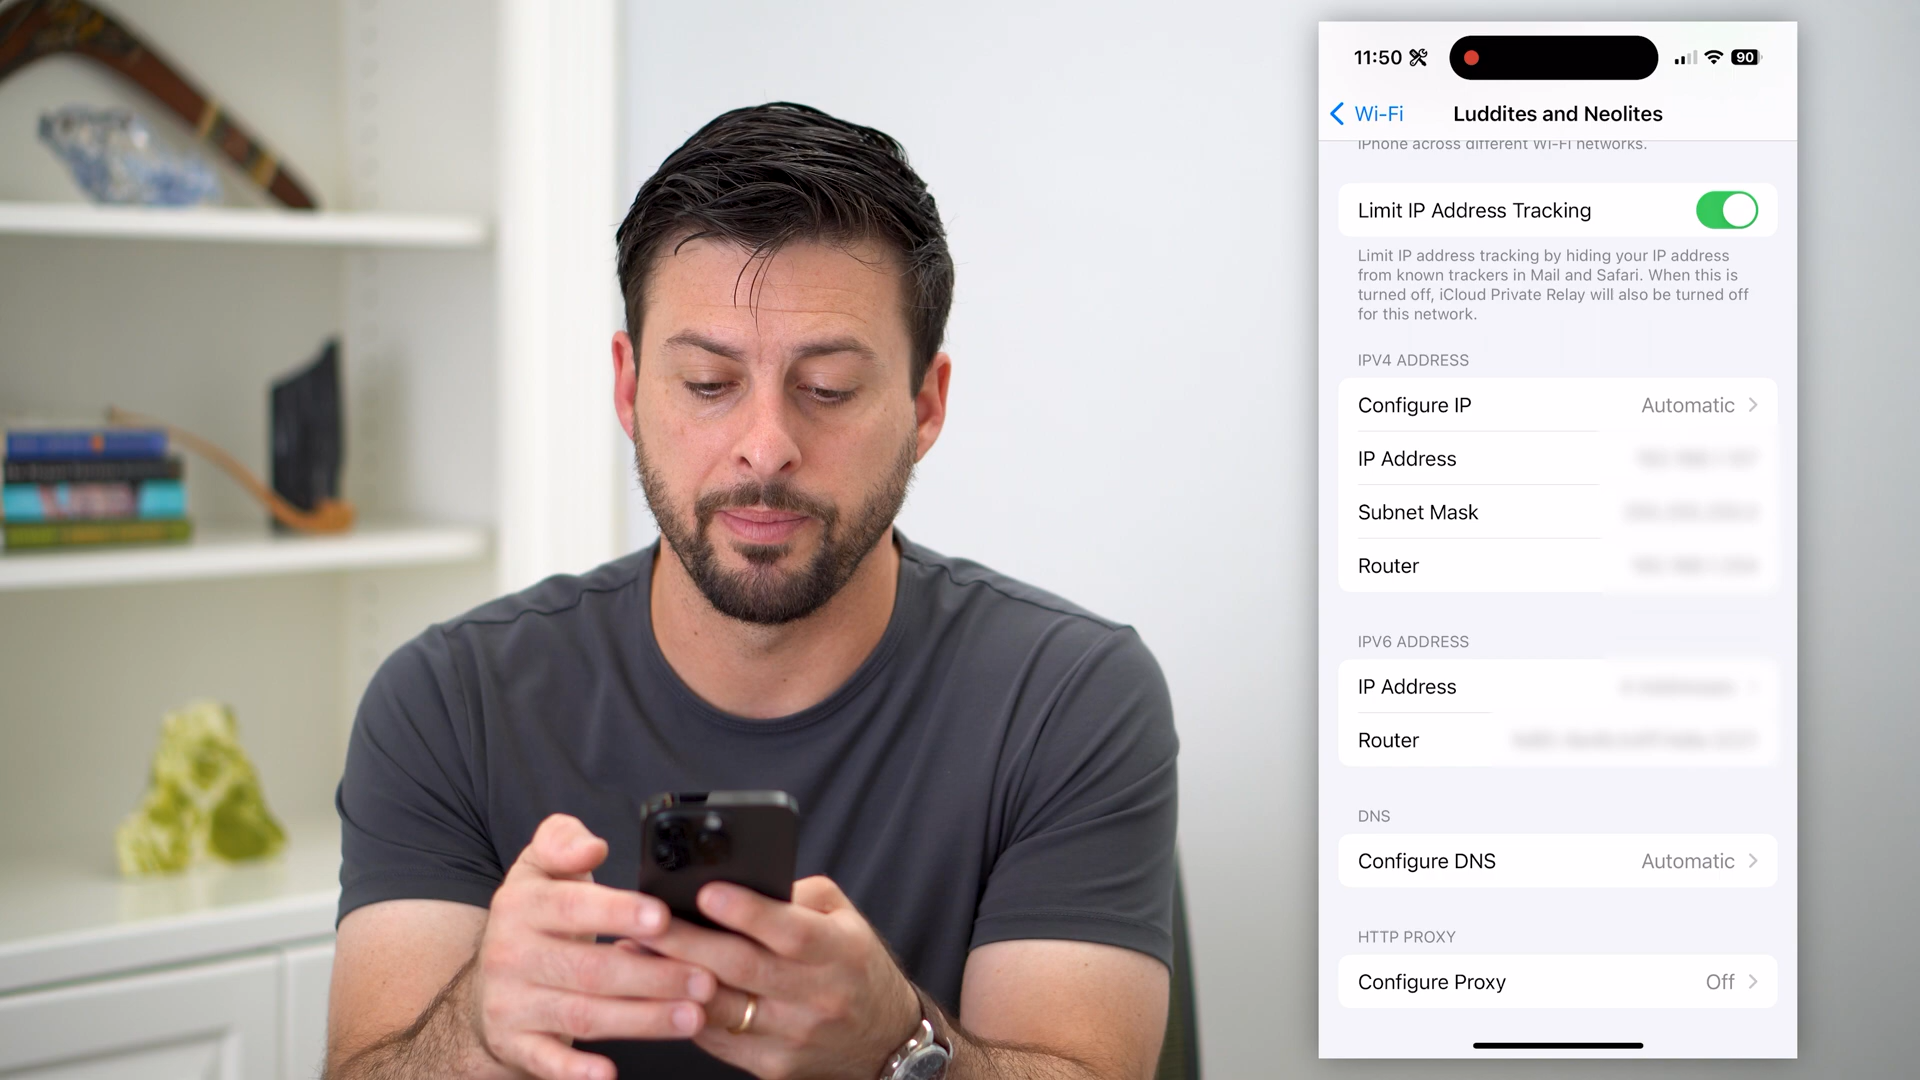 11:50
90
Wi-Fi
Luddites and Neolites
iPhone across different Wi-Fi networks.
Limit IP Address Tracking
Limit IP address tracking by hiding your IP address
from known trackers in Mail and Safari. When this is
turned off, iCloud Private Relay will also be turned off
for this network.
IPV4 ADDRESS
Configure IP Automatic
IP Address
Subnet Mask
Router
IPV6 ADDRESS
IP Address
Router
DNS
Configure DNS Automatic
HTTP PROXY
Configure Proxy Off